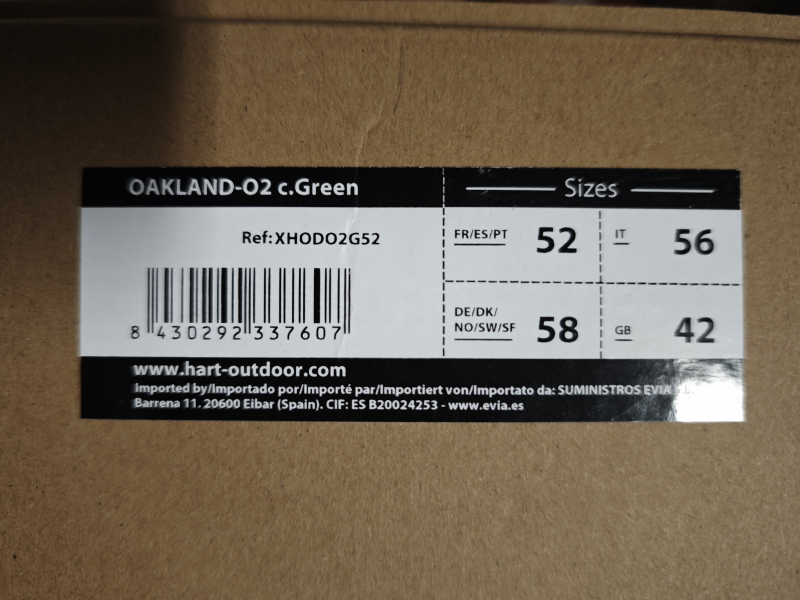 OAKLAND-O2 c.Green
Sizes
Ref: XHODO2G52
FR/ES/PT 52
IT 56
8 430292 337607
DE/DK/
NO/SW/SF 58
GB 42
www.hart-outdoor.com
Imported by/Importado por/Importé par/Importiert von/Importato da: SUMINISTROS EVIA
Barrena 11. 20600 Eibar (Spain). CIF: ES B20024253 - www.evia.es